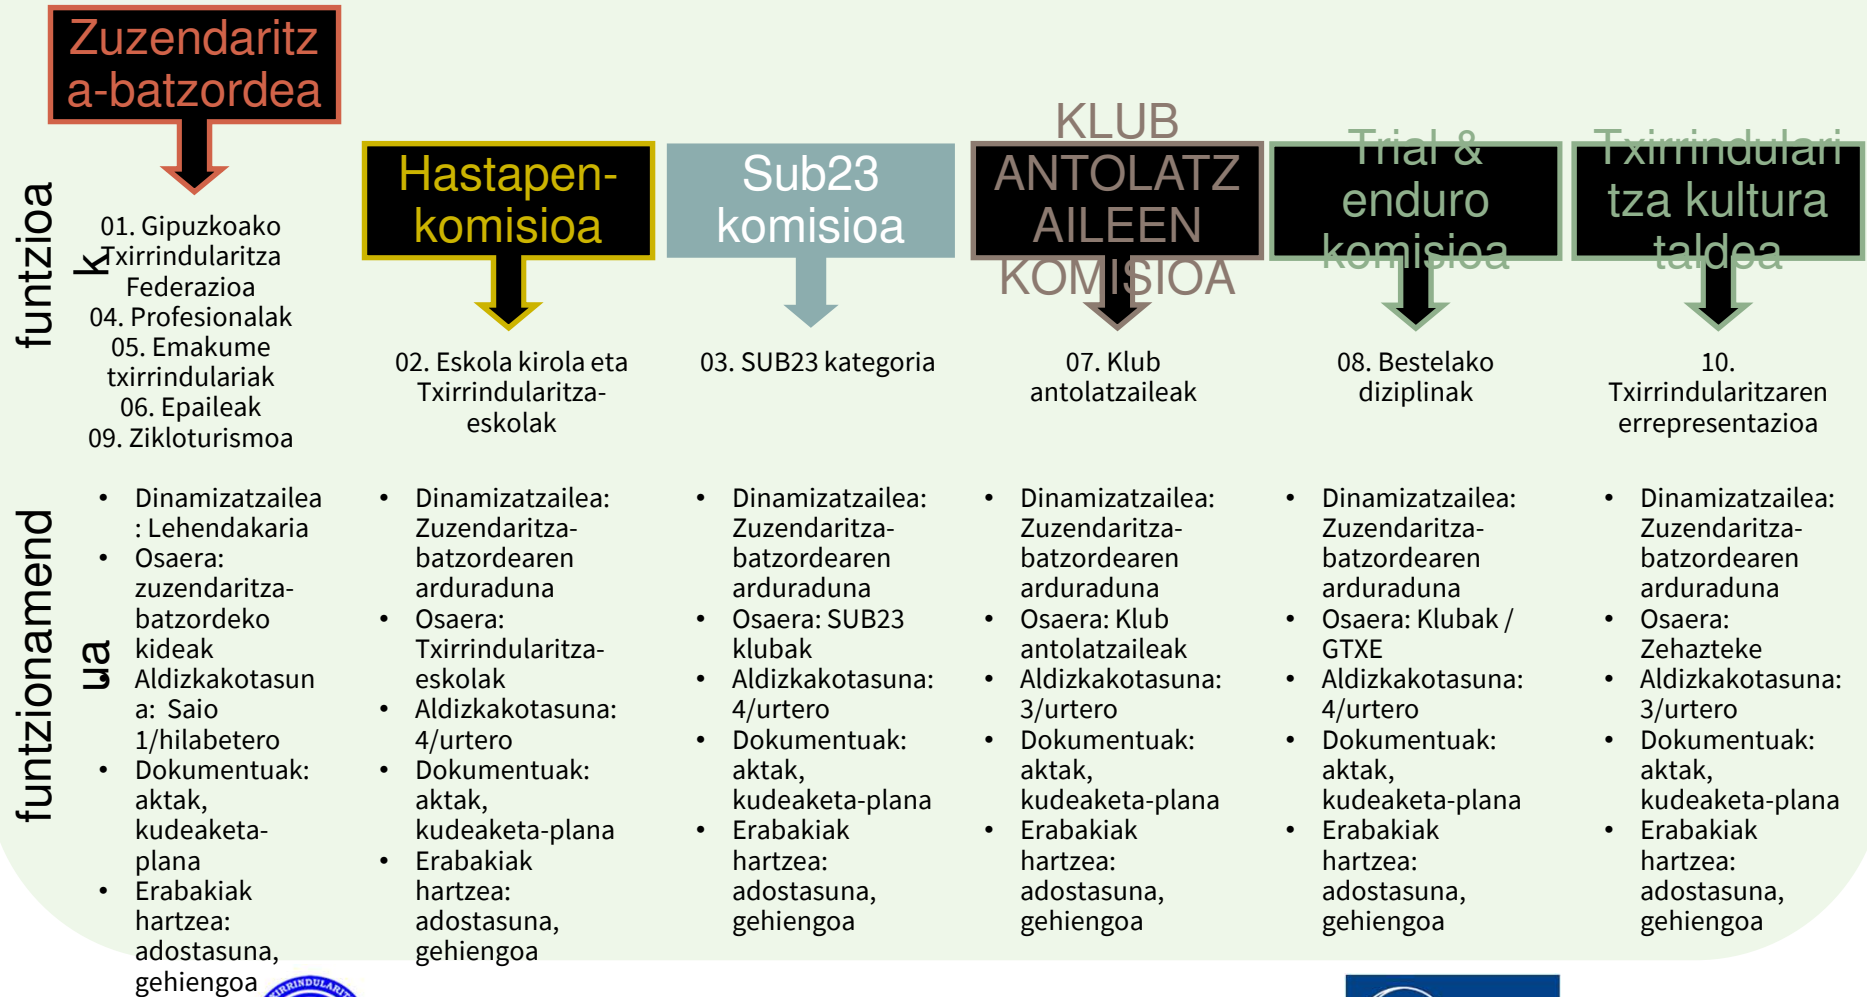 Zuzendaritz
a-batzordea
funtzioa
k
01. Gipuzkoako
Txirrindularitza
Federazioa
04. Profesionalak
05. Emakume
txirrindulariak
06. Epaileak
09. Zikloturismoa
Hastapen-
komisioa
02. Eskola kirola eta
Txirrindularitza-
eskolak
Sub23
komisioa
03. SUB23 kategoria
KLUB
ANTOLATZ
AILEEN
KOMISIOA
07. Klub
antolatzaileak
Trial &
enduro
komisioa
08. Bestelako
diziplinak
Txirrindulari
tza kultura
taldea
10.
Txirrindularitzaren
errepresentazioa
funtzionamend
ua
• Dinamizatzailea
: Lehendakaria
• Osaera:
zuzendaritza-
batzordeko
kideak
• Aldizkakotasun
a: Saio
1/hilabetero
• Dokumentuak:
aktak,
kudeaketa-
plana
• Erabakiak
hartzea:
adostasuna,
gehiengoa
• Dinamizatzailea:
Zuzendaritza-
batzordearen
arduraduna
• Osaera:
Txirrindularitza-
eskolak
• Aldizkakotasuna:
4/urtero
• Dokumentuak:
aktak,
kudeaketa-plana
• Erabakiak
hartzea:
adostasuna,
gehiengoa
• Dinamizatzailea:
Zuzendaritza-
batzordearen
arduraduna
• Osaera: SUB23
klubak
• Aldizkakotasuna:
4/urtero
• Dokumentuak:
aktak,
kudeaketa-plana
• Erabakiak
hartzea:
adostasuna,
gehiengoa
• Dinamizatzailea:
Zuzendaritza-
batzordearen
arduraduna
• Osaera: Klub
antolatzaileak
• Aldizkakotasuna:
3/urtero
• Dokumentuak:
aktak,
kudeaketa-plana
• Erabakiak
hartzea:
adostasuna,
gehiengoa
• Dinamizatzailea:
Zuzendaritza-
batzordearen
arduraduna
• Osaera: Klubak /
GTXE
• Aldizkakotasuna:
4/urtero
• Dokumentuak:
aktak,
kudeaketa-plana
• Erabakiak
hartzea:
adostasuna,
gehiengoa
• Dinamizatzailea:
Zuzendaritza-
batzordearen
arduraduna
• Osaera:
Zehazteke
• Aldizkakotasuna:
3/urtero
• Dokumentuak:
aktak,
kudeaketa-plana
• Erabakiak
hartzea:
adostasuna,
gehiengoa